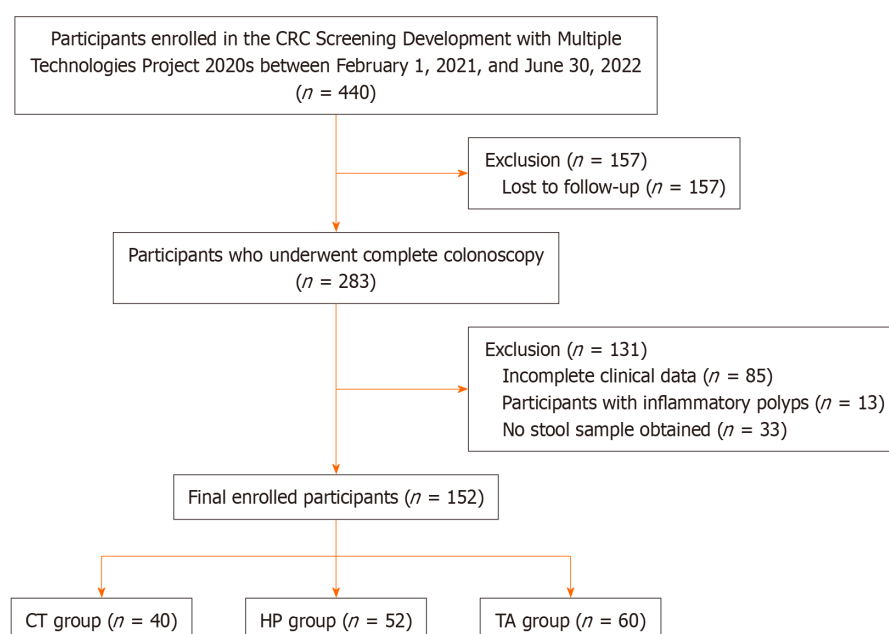 Participants enrolled in the CRC Screening Development with Multiple
Technologies Project 2020s between February 1, 2021, and June 30, 2022
(n = 440)
Exclusion (n = 157)
Lost to follow-up (n = 157)
Participants who underwent complete colonoscopy
(n = 283)
Exclusion (n = 131)
Incomplete clinical data (n = 85)
Participants with inflammatory polyps (n = 13)
No stool sample obtained (n = 33)
Final enrolled participants (n = 152)
CT group (n = 40)
HP group (n = 52)
TA group (n = 60)